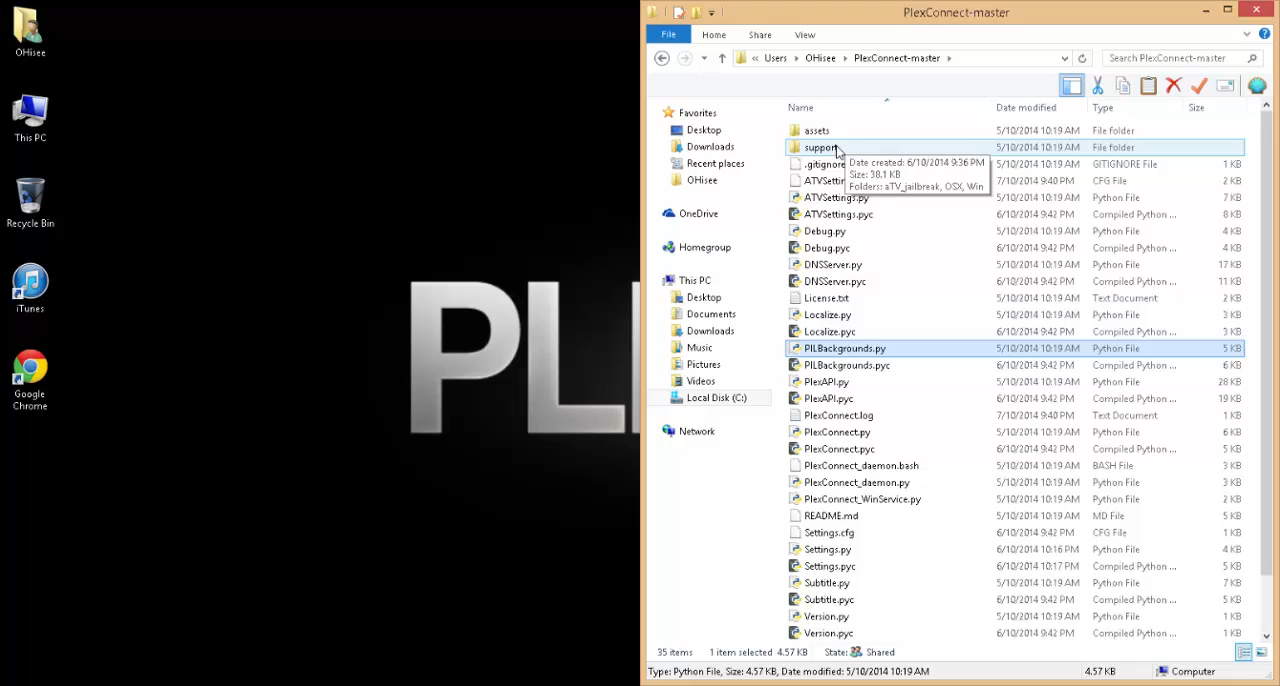 OHisee
This PC
Recycle Bin
iTunes
Google
Chrome
PL
PlexConnect-master
File Home Share View
« Users OHisee PlexConnect-master
Search PlexConnect-master
Favorites
Desktop
Downloads
Recent places
OHisee
OneDrive
Homegroup
This PC
Desktop
Documents
Downloads
Music
Pictures
Videos
Local Disk (C:)
Network
Name Date modified Type Size
assets 5/10/2014 10:19 AM File folder
support 5/10/2014 10:19 AM File folder
.gitignore 5/10/2014 10:19 AM GITIGNORE File 1 KB
Date created: 6/10/2014 9:36 PM
Size: 38.1 KB
Folders: aTV_jailbreak, OSX, Win
ATVSettin 7/10/2014 9:40 PM CFG File 1 KB
ATVSettings.py 5/10/2014 10:19 AM Python File 7 KB
ATVSettings.pyc 6/10/2014 9:42 PM Compiled Python ... 8 KB
Debug.py 5/10/2014 10:19 AM Python File 4 KB
Debug.pyc 6/10/2014 9:42 PM Compiled Python ... 4 KB
DNSServer.py 5/10/2014 10:19 AM Python File 17 KB
DNSServer.pyc 6/10/2014 9:42 PM Compiled Python ... 11 KB
License.txt 5/10/2014 10:19 AM Text Document 2 KB
Localize.py 5/10/2014 10:19 AM Python File 3 KB
Localize.pyc 6/10/2014 9:42 PM Compiled Python ... 3 KB
PILBackgrounds.py 5/10/2014 10:19 AM Python File 5 KB
PILBackgrounds.pyc 6/10/2014 9:42 PM Compiled Python ... 6 KB
PlexAPI.py 5/10/2014 10:19 AM Python File 28 KB
PlexAPI.pyc 6/10/2014 9:42 PM Compiled Python ... 19 KB
PlexConnect.log 7/10/2014 9:40 PM Text Document 1 KB
PlexConnect.py 5/10/2014 10:19 AM Python File 6 KB
PlexConnect.pyc 6/10/2014 9:42 PM Compiled Python ... 5 KB
PlexConnect_daemon.bash 5/10/2014 10:19 AM BASH File 3 KB
PlexConnect_daemon.py 5/10/2014 10:19 AM Python File 3 KB
PlexConnect_WinService.py 5/10/2014 10:19 AM Python File 2 KB
README.md 5/10/2014 10:19 AM MD File 3 KB
Settings.cfg 6/10/2014 9:42 PM CFG File 1 KB
Settings.py 6/10/2014 10:16 PM Python File 4 KB
Settings.pyc 6/10/2014 10:17 PM Compiled Python ... 5 KB
Subtitle.py 5/10/2014 10:19 AM Python File 7 KB
Subtitle.pyc 6/10/2014 9:42 PM Compiled Python ... 5 KB
Version.py 5/10/2014 10:19 AM Python File 1 KB
Version.pyc 6/10/2014 9:42 PM Compiled Python ... 1 KB
35 items 1 item selected 4.57 KB State: Shared
Type: Python File, Size: 4.57 KB, Date modified: 5/10/2014 10:19 AM 4.57 KB Computer